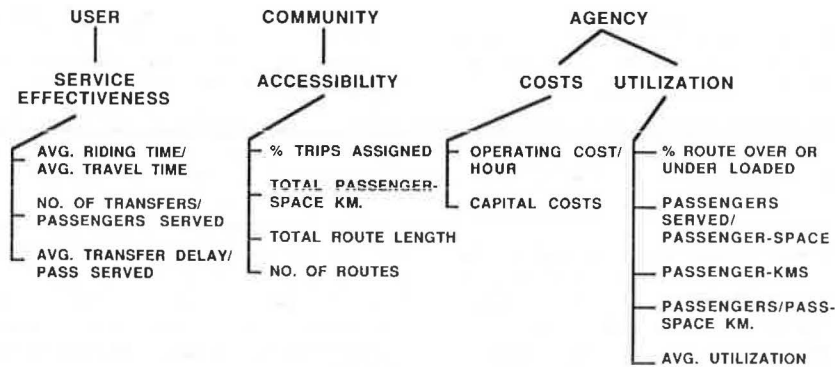 USER
SERVICE
EFFECTIVENESS
AVG. RIDING TIME/
AVG. TRAVEL TIME
NO. OF TRANSFERS/
PASSENGERS SERVED
AVG. TRANSFER DELAY/
PASS SERVED
COMMUNITY
ACCESSIBILITY
% TRIPS ASSIGNED
TOTAL PASSENGER-
SPACE KM.
TOTAL ROUTE LENGTH
NO. OF ROUTES
AGENCY
COSTS
OPERATING COST/
HOUR
CAPITAL COSTS
UTILIZATION
% ROUTE OVER OR
UNDER LOADED
PASSENGERS
SERVED/
PASSENGER-SPACE
PASSENGER-KMS
PASSENGERS/PASS-
SPACE KM.
AVG. UTILIZATION